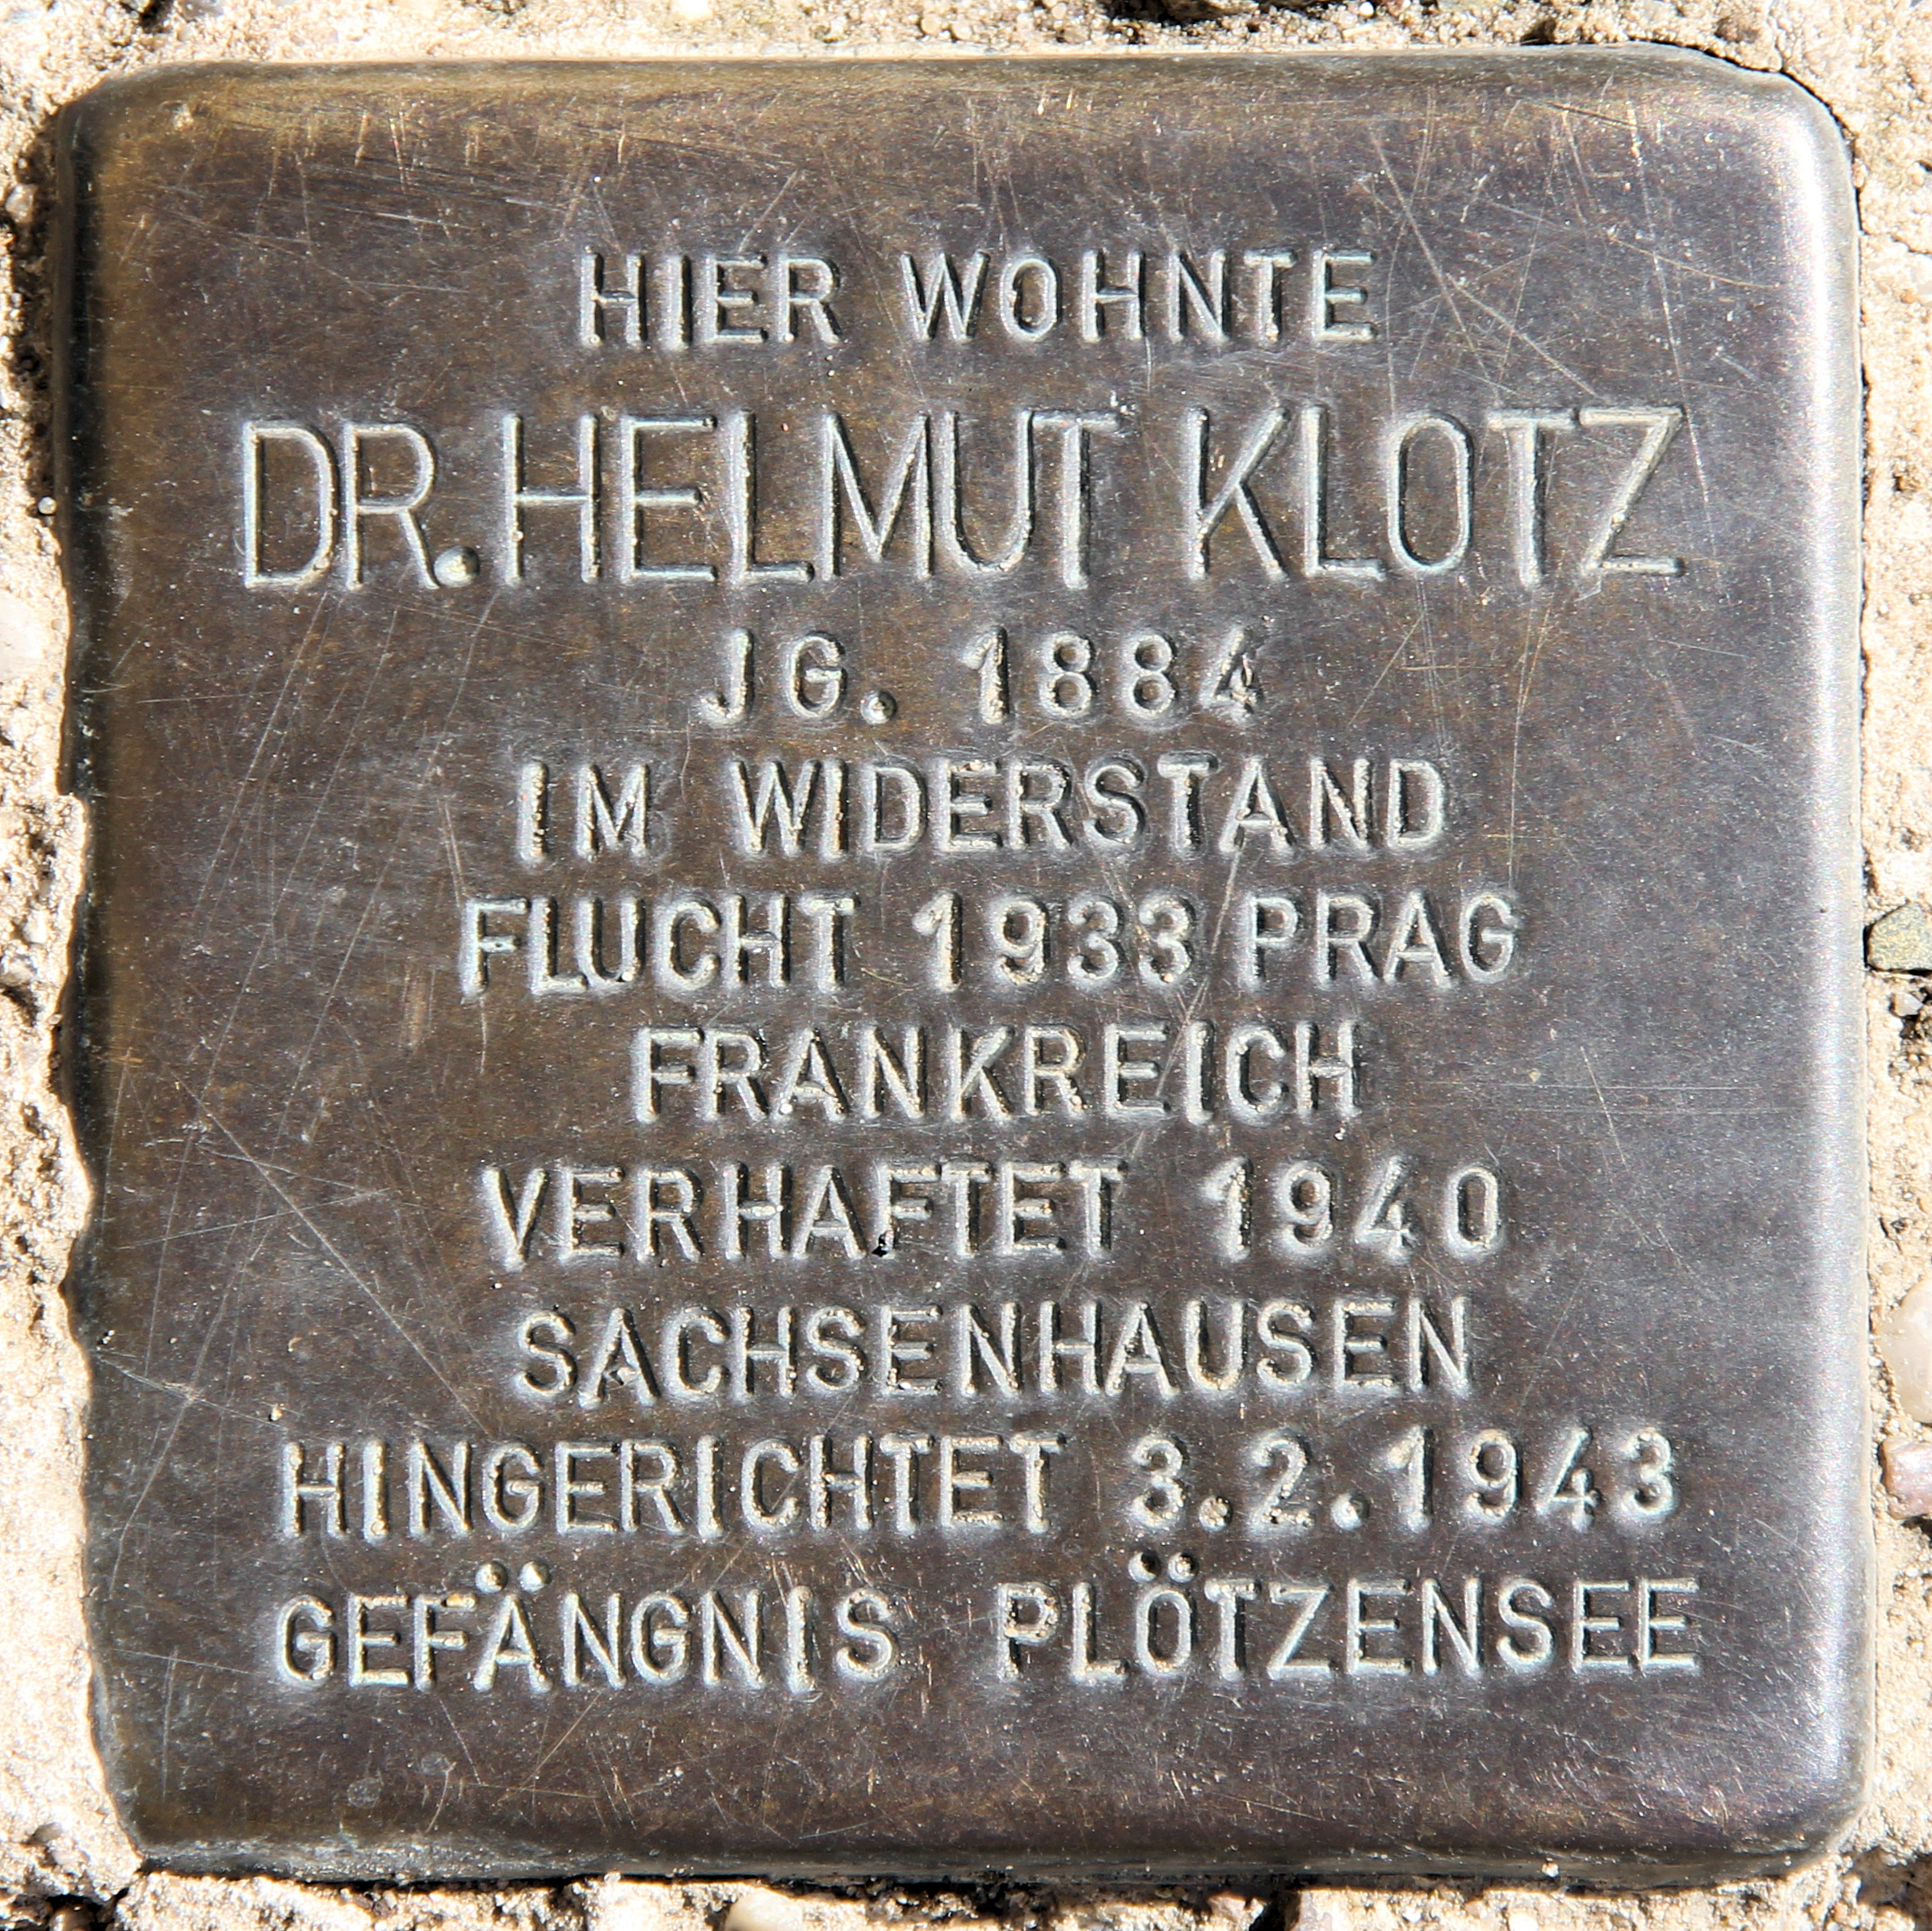 HIER WOHNTE
DR. HELMUT KLOTZ
JG. 1884
IM WIDERSTAND
FLUCHT 1933 PRAG
FRANKREICH
VERHAFTET 1940
SACHSENHAUSEN
HINGERICHTET 3.2.1943
GEFÄNGNIS PLÖTZENSEE